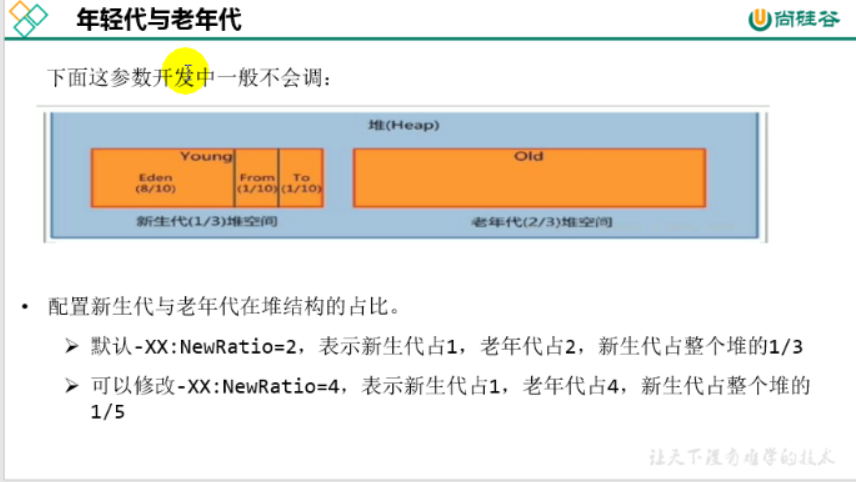 年轻代与老年代
尚硅谷
下面这参数开发中一般不会调：
堆(Heap)
Young
Eden
(8/10)
From
(1/10)
To
(1/10)
Old
新生代(1/3)堆空间
老年代(2/3)堆空间
• 配置新生代与老年代在堆结构的占比。
➢ 默认-XX:NewRatio=2，表示新生代占1，老年代占2，新生代占整个堆的1/3
➢ 可以修改-XX:NewRatio=4，表示新生代占1，老年代占4，新生代占整个堆的
1/5
让天下没有难学的技术